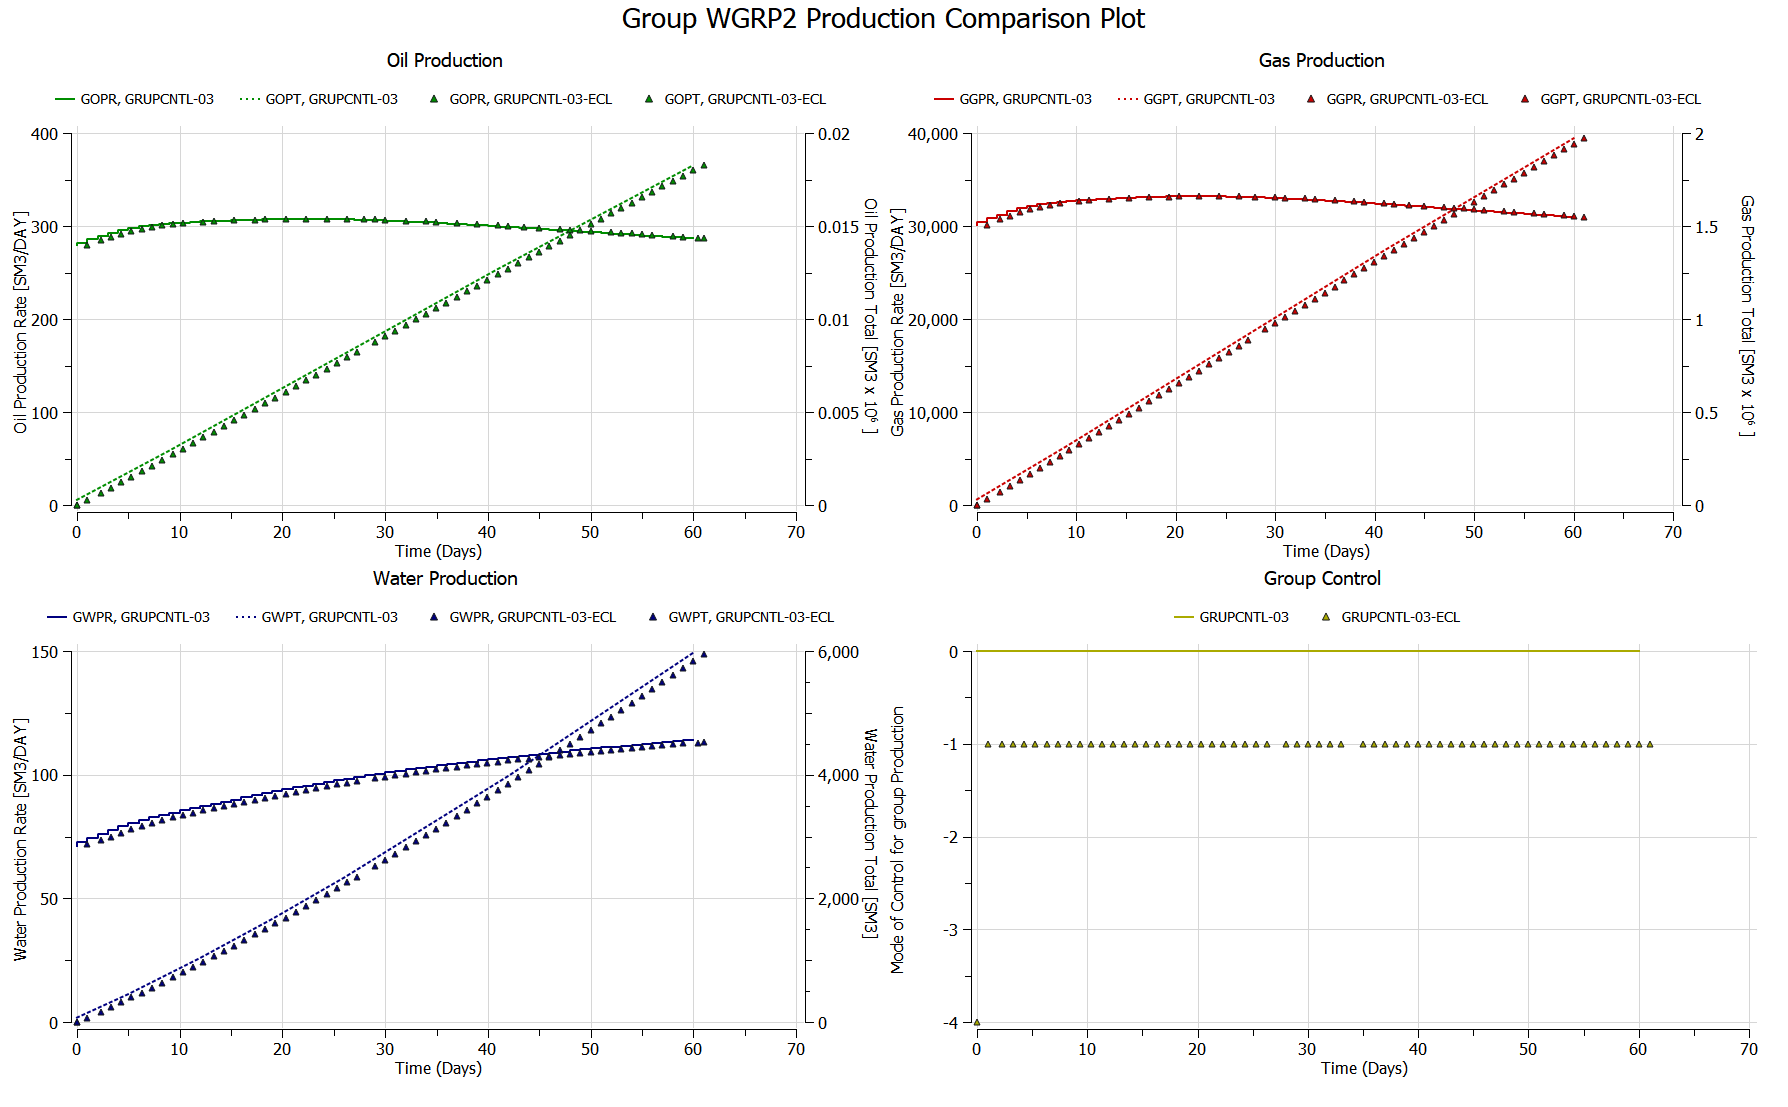 Group WGRP2 Production Comparison Plot
Oil Production
GOPR, GRUPCNTL-03
GOPT, GRUPCNTL-03
GOPR, GRUPCNTL-03-ECL
GOPT, GRUPCNTL-03-ECL
Oil Production Rate [SM3/DAY]
400
300
200
100
0
0.02
0.015
0.01
0.005
0
Oil Production Total [SM3 x 10⁶ ]
0 10 20 30 40 50 60 70
Time (Days)
Gas Production
GGPR, GRUPCNTL-03
GGPT, GRUPCNTL-03
GGPR, GRUPCNTL-03-ECL
GGPT, GRUPCNTL-03-ECL
Gas Production Rate [SM3/DAY]
40,000
30,000
20,000
10,000
0
2
1.5
1
0.5
0
Gas Production Total [SM3 x 10⁶ ]
0 10 20 30 40 50 60 70
Time (Days)
Water Production
GWPR, GRUPCNTL-03
GWPT, GRUPCNTL-03
GWPR, GRUPCNTL-03-ECL
GWPT, GRUPCNTL-03-ECL
Water Production Rate [SM3/DAY]
150
100
50
0
6,000
4,000
2,000
0
Water Production Total [SM3]
0 10 20 30 40 50 60 70
Time (Days)
Group Control
GRUPCNTL-03
GRUPCNTL-03-ECL
Mode of Control for group Production
0
-1
-2
-3
-4
0 10 20 30 40 50 60 70
Time (Days)